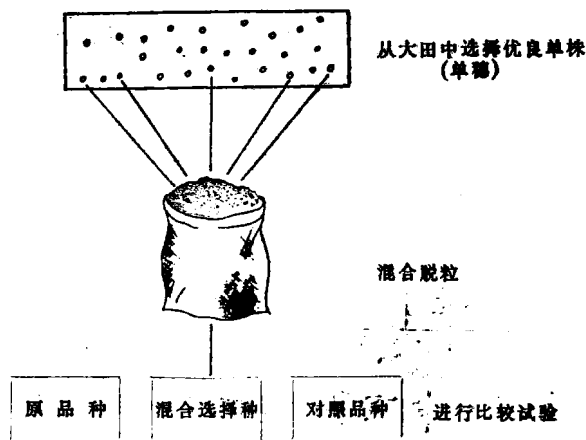 从大田中选择优良单株
(单穗)
混合脱粒
原品种
混合选择种
对照品种
进行比较试验